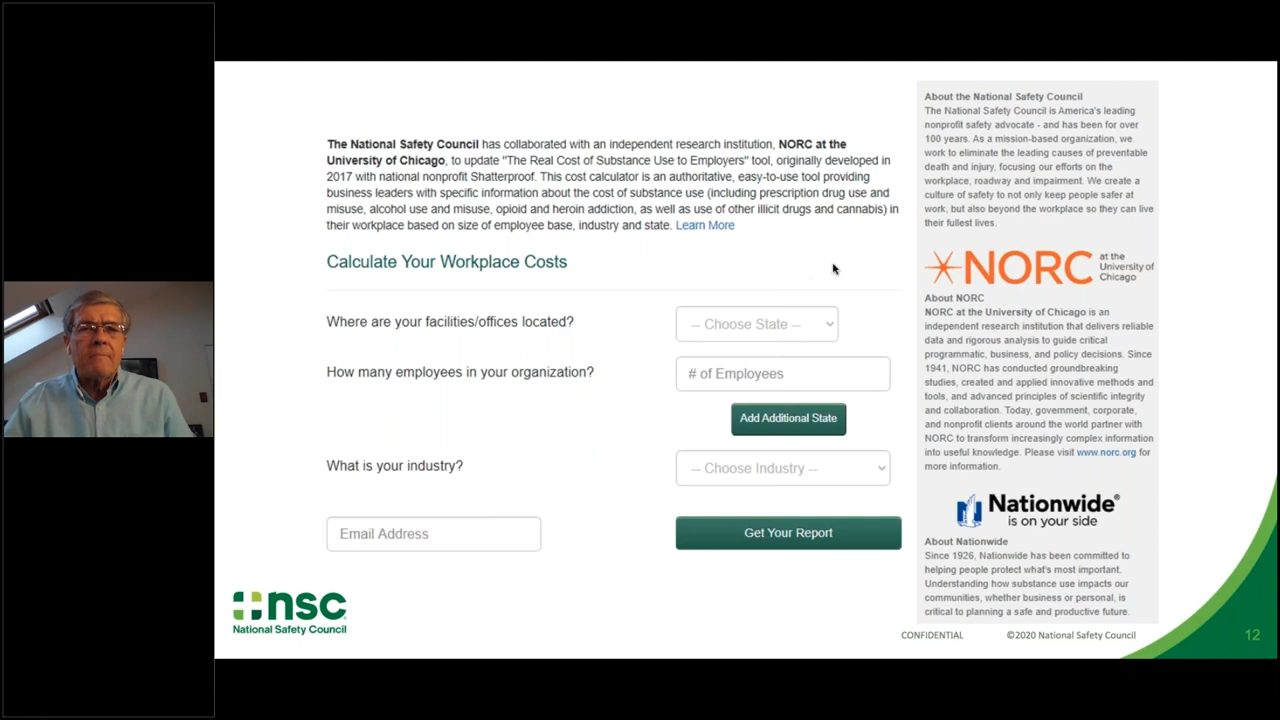 The National Safety Council has collaborated with an independent research institution, NORC at the
University of Chicago, to update "The Real Cost of Substance Use to Employers" tool, originally developed in
2017 with national nonprofit Shatterproof. This cost calculator is an authoritative, easy-to-use tool providing
business leaders with specific information about the cost of substance use (including prescription drug use and
misuse, alcohol use and misuse, opioid and heroin addiction, as well as use of other illicit drugs and cannabis) in
their workplace based on size of employee base, industry and state. Learn More
Calculate Your Workplace Costs
Where are your facilities/offices located?
-- Choose State --
How many employees in your organization?
# of Employees
Add Additional State
What is your industry?
-- Choose Industry --
Email Address
Get Your Report
About the National Safety Council
The National Safety Council is America's leading
nonprofit safety advocate - and has been for over
100 years. As a mission-based organization, we
work to eliminate the leading causes of preventable
death and injury, focusing our efforts on the
workplace, roadway and impairment. We create a
culture of safety to not only keep people safer at
work, but also beyond the workplace so they can live
their fullest lives.
NORC
at the
University of
Chicago
About NORC
NORC at the University of Chicago is an
independent research institution that delivers reliable
data and rigorous analysis to guide critical
programmatic, business, and policy decisions. Since
1941, NORC has conducted groundbreaking
studies, created and applied innovative methods and
tools, and advanced principles of scientific integrity
and collaboration. Today, government, corporate,
and nonprofit clients around the world partner with
NORC to transform increasingly complex information
into useful knowledge. Please visit www.norc.org for
more information.
Nationwide®
is on your side
About Nationwide
Since 1926, Nationwide has been committed to
helping people protect what's most important.
Understanding how substance use impacts our
communities, whether business or personal, is
critical to planning a safe and productive future.
nsc
National Safety Council
CONFIDENTIAL
©2020 National Safety Council
12